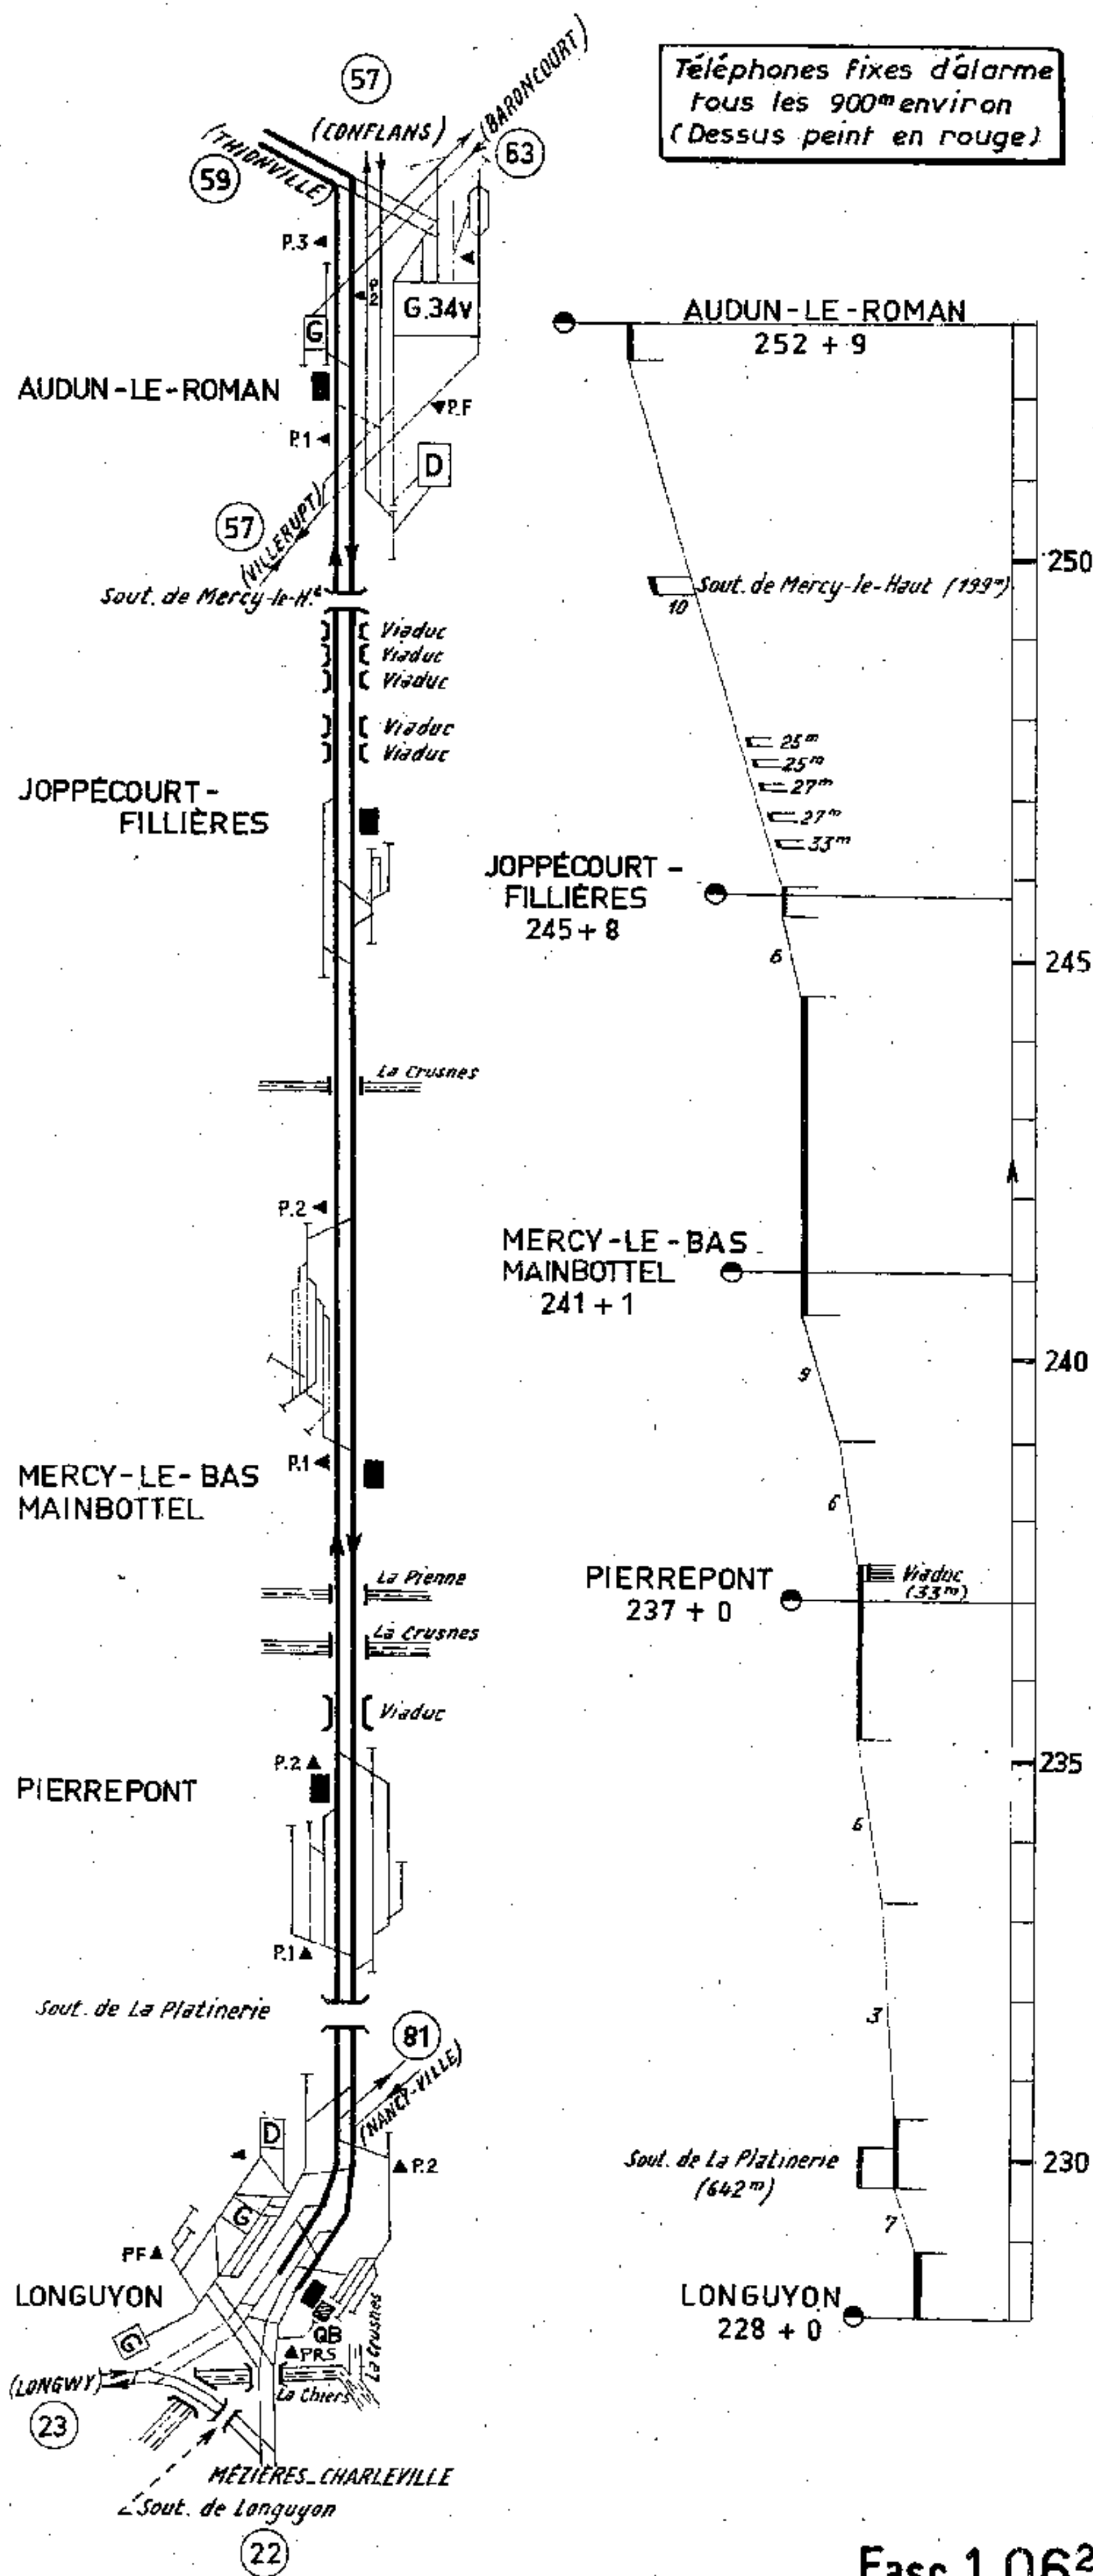 Téléphones fixes d'alarme
tous les 900m environ
(Dessus peint en rouge)
57
(CONFLANS)
(BARONCOURT)
63
(THIONVILLE)
59
P.3
P2
G
G.34v
AUDUN-LE-ROMAN
P.1
P.F
D
(VILLERUPT)
57
Sout. de Mercy-le-H.t
Viaduc
Viaduc
Viaduc
Viaduc
Viaduc
JOPPÉCOURT-
FILLIÈRES
La Crusnes
P.2
P.1
MERCY-LE-BAS
MAINBOTTEL
La Pienne
La Crusnes
Viaduc
P.2
PIERREPONT
P.1
Sout. de La Platinerie
81
(NANCY-VILLE)
D
P.2
G
PF
LONGUYON
G
QB
PRS
La Crusnes
La Chiers
(LONGWY)
23
MÉZIÈRES_CHARLEVILLE
Sout. de Longuyon
22
AUDUN-LE-ROMAN
252 + 9
250
Sout. de Mercy-le-Haut (199m)
10
25m
25m
27m
27m
33m
JOPPÉCOURT-
FILLIÈRES
245 + 8
6
245
MERCY-LE-BAS
MAINBOTTEL
241 + 1
240
9
6
PIERREPONT
237 + 0
Viaduc
(33m)
235
6
3
Sout. de La Platinerie
(642m)
230
7
LONGUYON
228 + 0
Fasc 1.06²